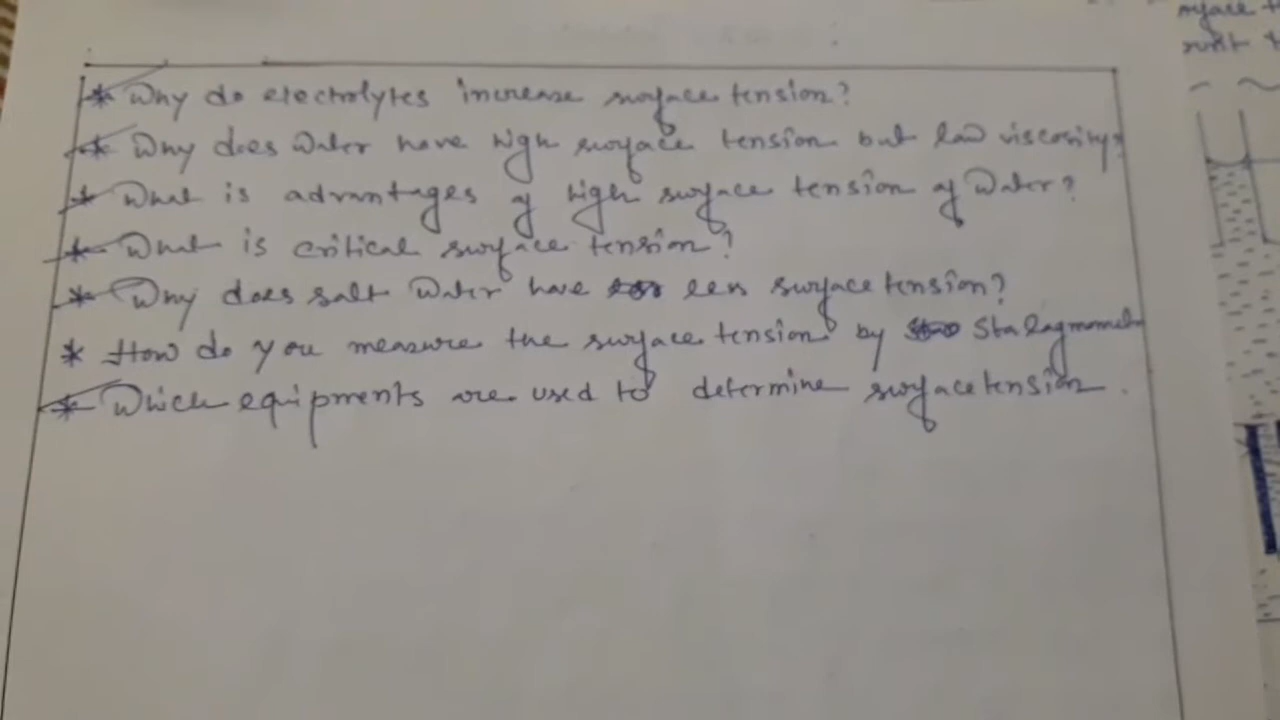 * Why do electrolytes increase surface tension?
* Why does Water have high surface tension but low viscosity?
* What is advantages of high surface tension of Water?
* What is critical surface tension?
* Why does salt Water have less surface tension?
* How do you measure the surface tension by Stalagmomet
* Which equipments are used to determine surface tension.